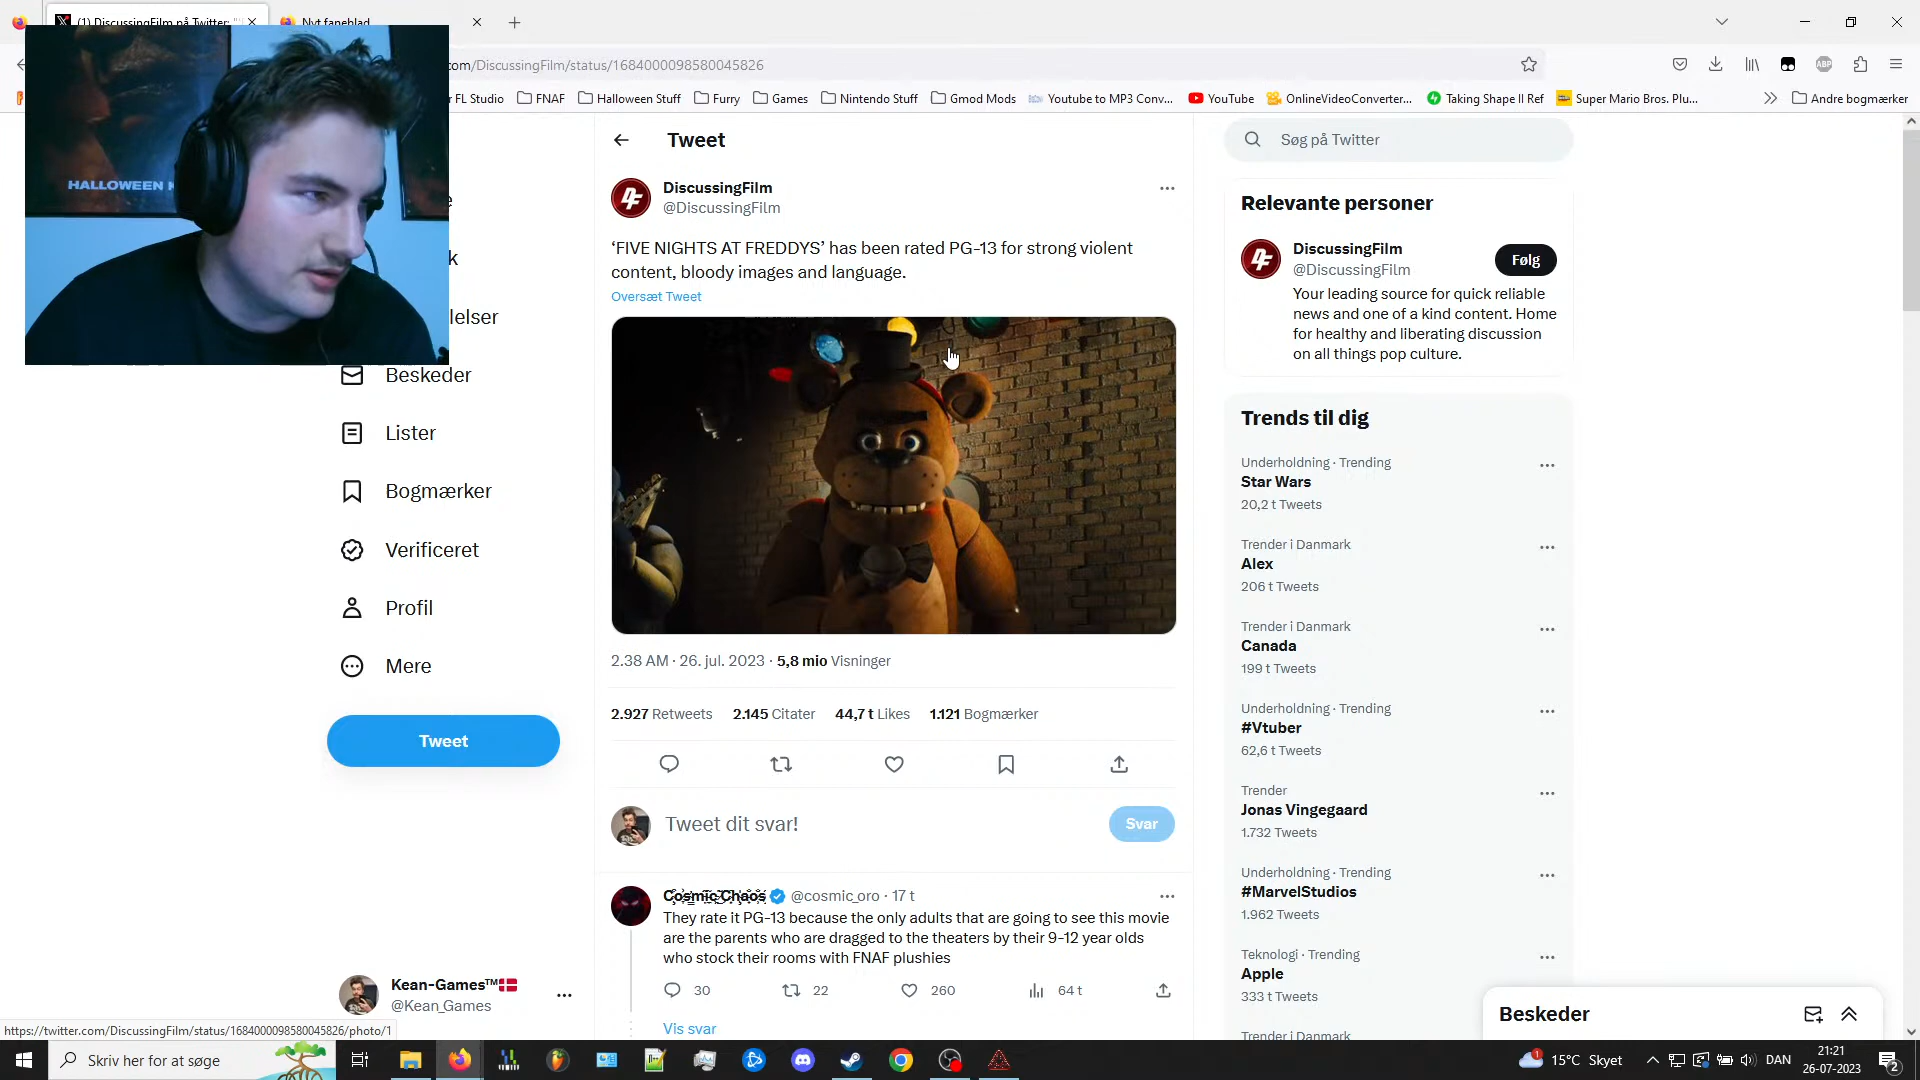 (1) DiscussingFilm på Twitter: "
Nyt faneblad
com/DiscussingFilm/status/1684000098580045826
FL Studio
FNAF
Halloween Stuff
Furry
Games
Nintendo Stuff
Gmod Mods
Youtube to MP3 Conv...
YouTube
OnlineVideoConverter...
Taking Shape II Ref
Super Mario Bros. Plu...
Andre bogmærker
ABP
HALLOWEEN
Tweet
DiscussingFilm
@DiscussingFilm
‘FIVE NIGHTS AT FREDDYS’ has been rated PG-13 for strong violent
content, bloody images and language.
Oversæt Tweet
2.38 AM · 26. jul. 2023 · 5,8 mio Visninger
2.927 Retweets 2.145 Citater 44,7 t Likes 1.121 Bogmærker
Tweet dit svar!
Svar
Cosmic Chaos @cosmic_oro · 17 t
They rate it PG-13 because the only adults that are going to see this movie
are the parents who are dragged to the theaters by their 9-12 year olds
who stock their rooms with FNAF plushies
30 22 260 64 t
Vis svar
lelser
Beskeder
Lister
Bogmærker
Verificeret
Profil
Mere
Tweet
Kean-Games™
@Kean_Games
Søg på Twitter
Relevante personer
DiscussingFilm
@DiscussingFilm
Følg
Your leading source for quick reliable
news and one of a kind content. Home
for healthy and liberating discussion
on all things pop culture.
Trends til dig
Underholdning · Trending
Star Wars
20,2 t Tweets
Trender i Danmark
Alex
206 t Tweets
Trender i Danmark
Canada
199 t Tweets
Underholdning · Trending
#Vtuber
62,6 t Tweets
Trender
Jonas Vingegaard
1.732 Tweets
Underholdning · Trending
#MarvelStudios
1.962 Tweets
Teknologi · Trending
Apple
333 t Tweets
Trender i Danmark
Beskeder
https://twitter.com/DiscussingFilm/status/1684000098580045826/photo/1
Skriv her for at søge
1
15°C Skyet
DAN
21:21
26-07-2023
2